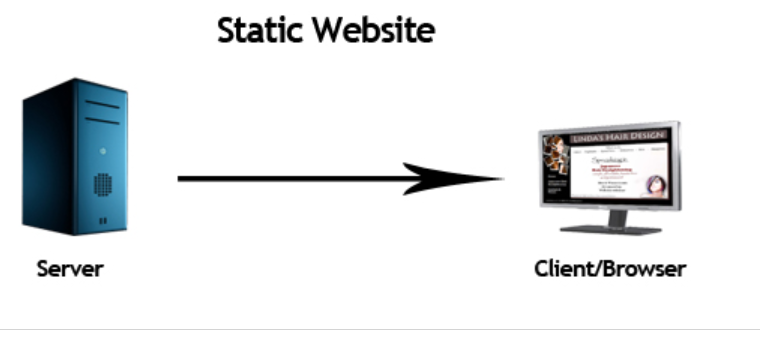 Static Website
LINDA'S HAIR DESIGN
Server
Client/Browser